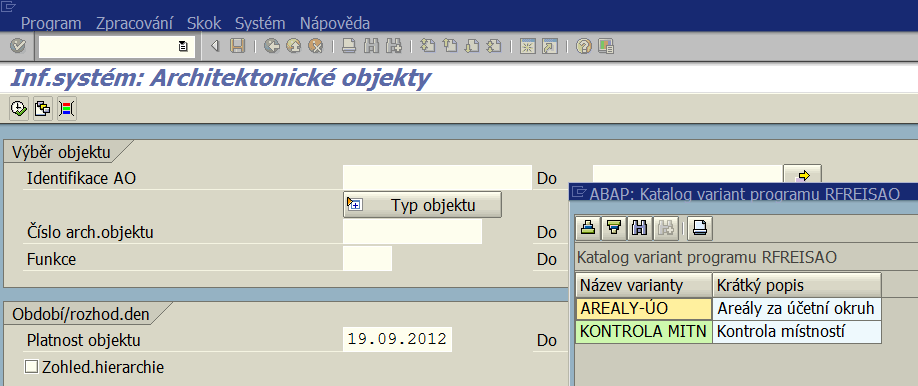 Program Zpracování Skok Systém Nápověda
Inf.systém: Architektonické objekty
Výběr objektu
Identifikace AO Do
Typ objektu
Číslo arch.objektu Do
Funkce Do
Období/rozhod.den
Platnost objektu 19.09.2012 Do
Zohled.hierarchie
ABAP: Katalog variant programu RFREISAO
Katalog variant programu RFREISAO
Název varianty Krátký popis
AREALY-ÚO Areály za účetní okruh
KONTROLA MITN Kontrola místností